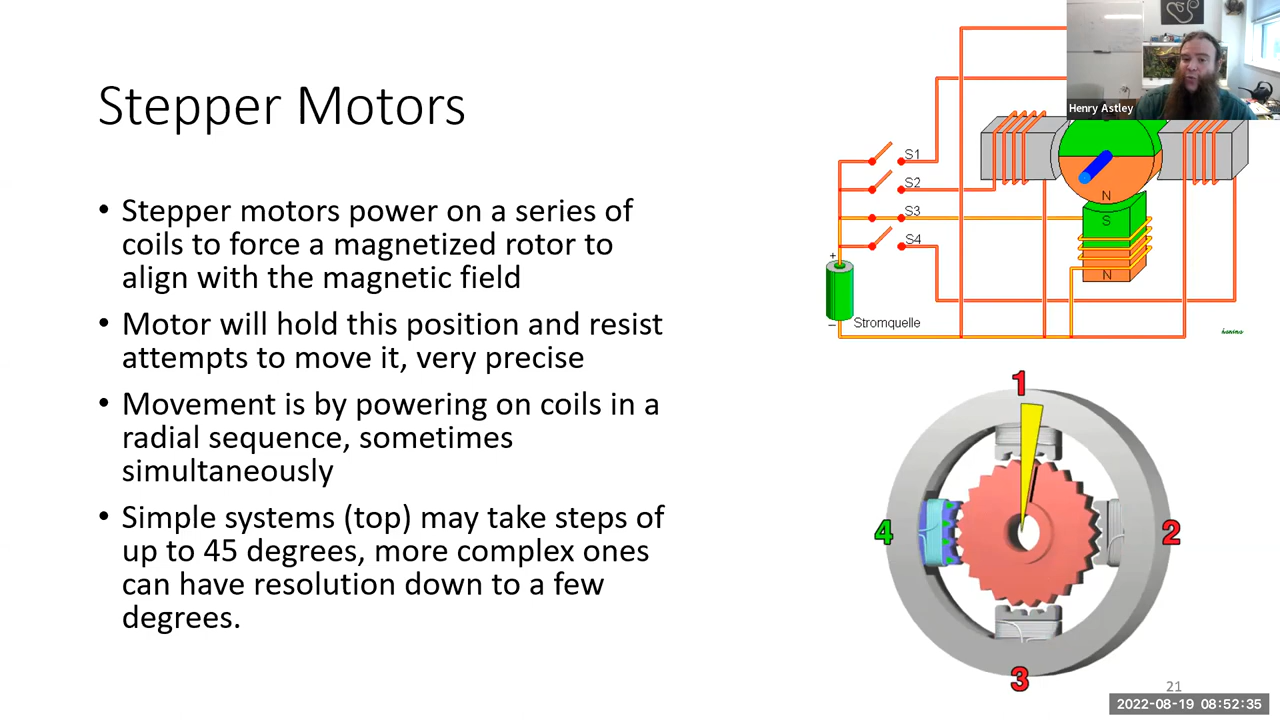 Stepper Motors
• Stepper motors power on a series of
coils to force a magnetized rotor to
align with the magnetic field
• Motor will hold this position and resist
attempts to move it, very precise
• Movement is by powering on coils in a
radial sequence, sometimes
simultaneously
• Simple systems (top) may take steps of
up to 45 degrees, more complex ones
can have resolution down to a few
degrees.
Henry Astley
S1
S2
S3
S4
+
−
Stromquelle
N
S
N
1
2
3
4
21
2022-08-19 08:52:35